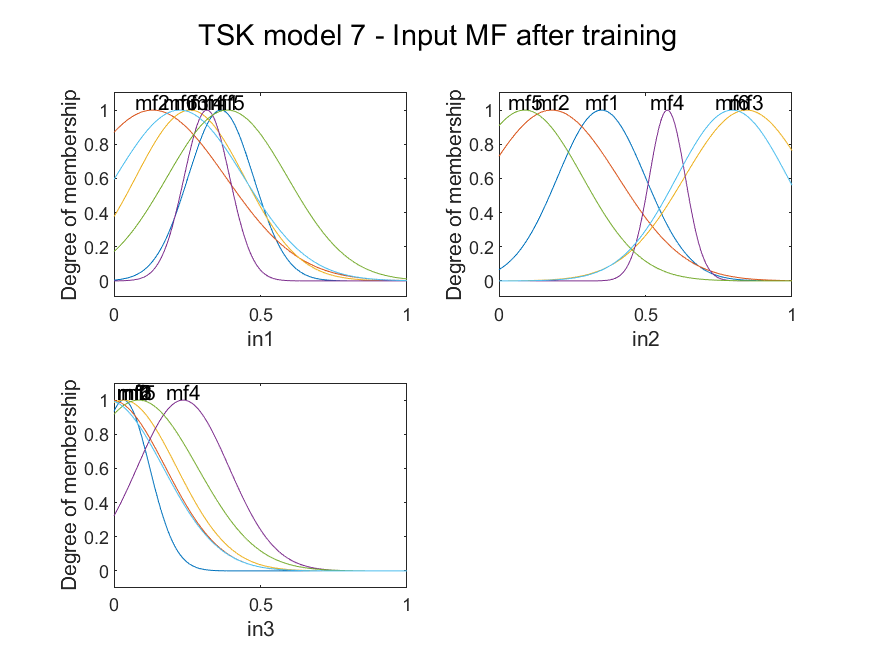 TSK model 7 - Input MF after training
mf2
mf5
mf5 mf2 mf1 mf4 mf3
Degree of membership
1
0.8
0.6
0.4
0.2
0
0 0.5 1
in1
Degree of membership
1
0.8
0.6
0.4
0.2
0
0 0.5 1
in2
mf4
Degree of membership
1
0.8
0.6
0.4
0.2
0
0 0.5 1
in3